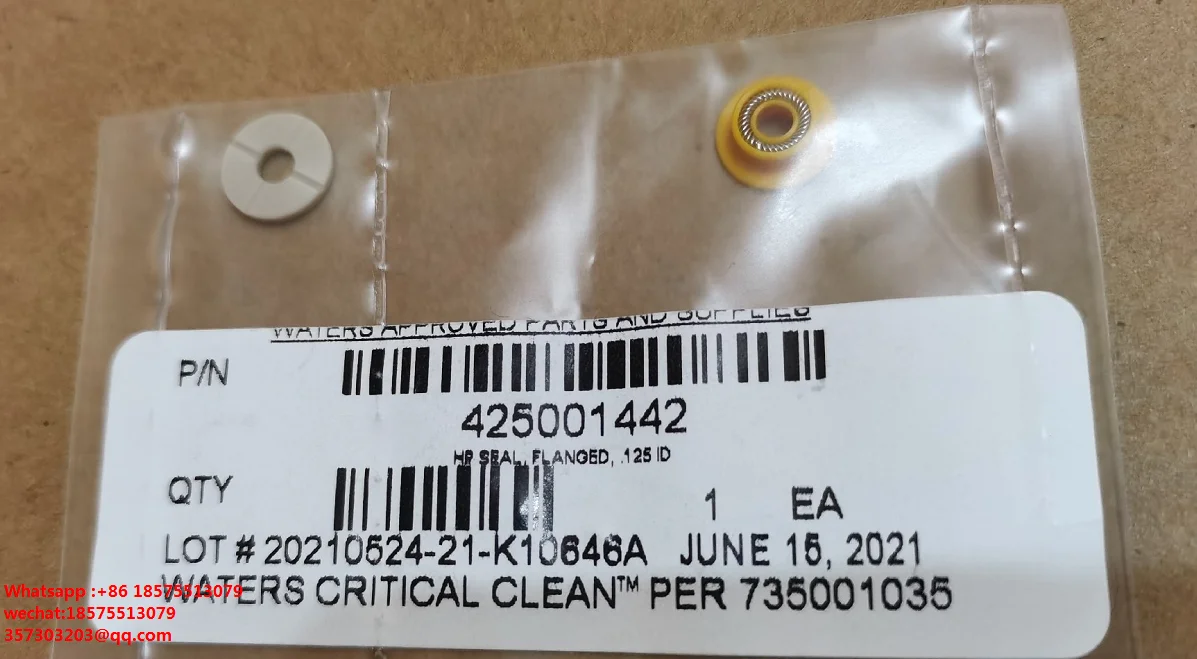 WATERS APPROVED PARTS AND SUPPLIES
P/N
425001442
HP SEAL, FLANGED, .125 ID
QTY 1 EA
LOT # 20210524-21-K10646A JUNE 15, 2021
WATERS CRITICAL CLEAN™ PER 735001035
Whatsapp :+86 18575513079
wechat:18575513079
357303203@qq.com